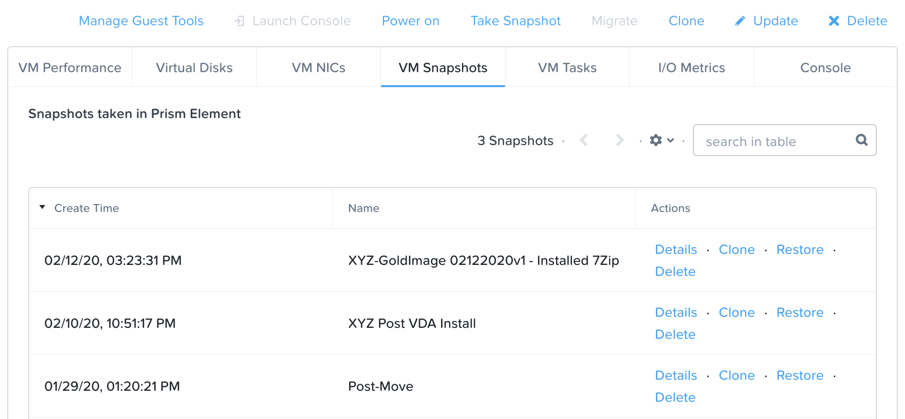 Manage Guest Tools Launch Console Power on Take Snapshot Migrate Clone Update Delete
VM Performance Virtual Disks VM NICs VM Snapshots VM Tasks I/O Metrics Console
Snapshots taken in Prism Element
3 Snapshots · · · search in table
Create Time Name Actions
02/12/20, 03:23:31 PM XYZ-GoldImage 02122020v1 - Installed 7Zip Details · Clone · Restore ·
Delete
02/10/20, 10:51:17 PM XYZ Post VDA Install Details · Clone · Restore ·
Delete
01/29/20, 01:20:21 PM Post-Move Details · Clone · Restore ·
Delete